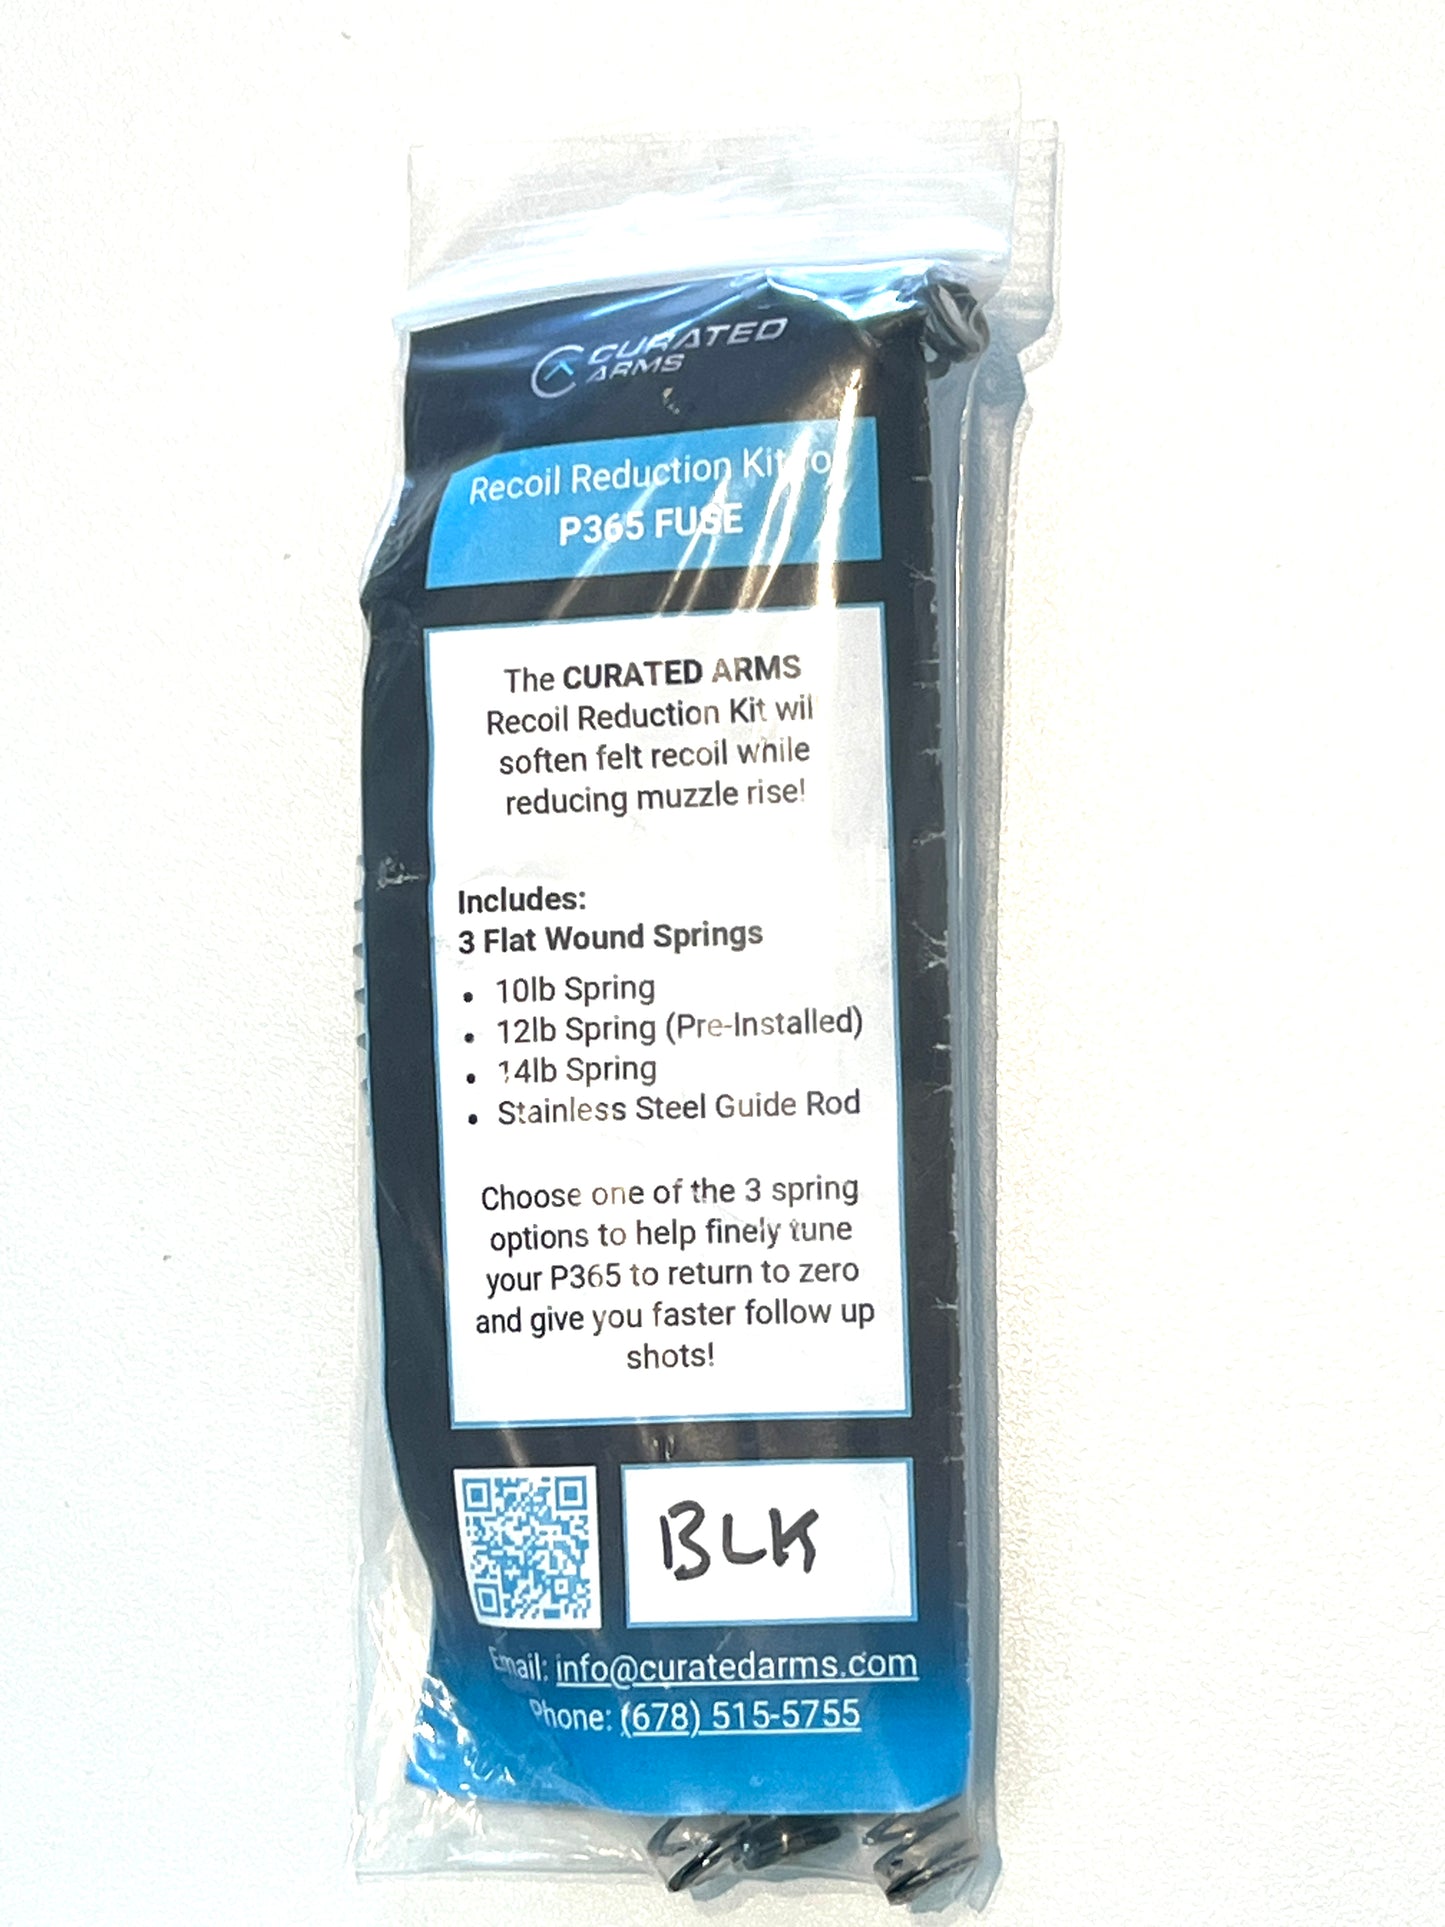 CURATED
ARMS
Recoil Reduction Kit
P365 FUSE
The CURATED ARMS
Recoil Reduction Kit wil
soften felt recoil while
reducing muzzle rise!
Includes:
3 Flat Wound Springs
• 10lb Spring
• 12lb Spring (Pre-Installed)
• 14lb Spring
• Stainless Steel Guide Rod
Choose one of the 3 spring
options to help finely tune
your P365 to return to zero
and give you faster follow up
shots!
BLK
Email: info@curatedarms.com
Phone: (678) 515-5755